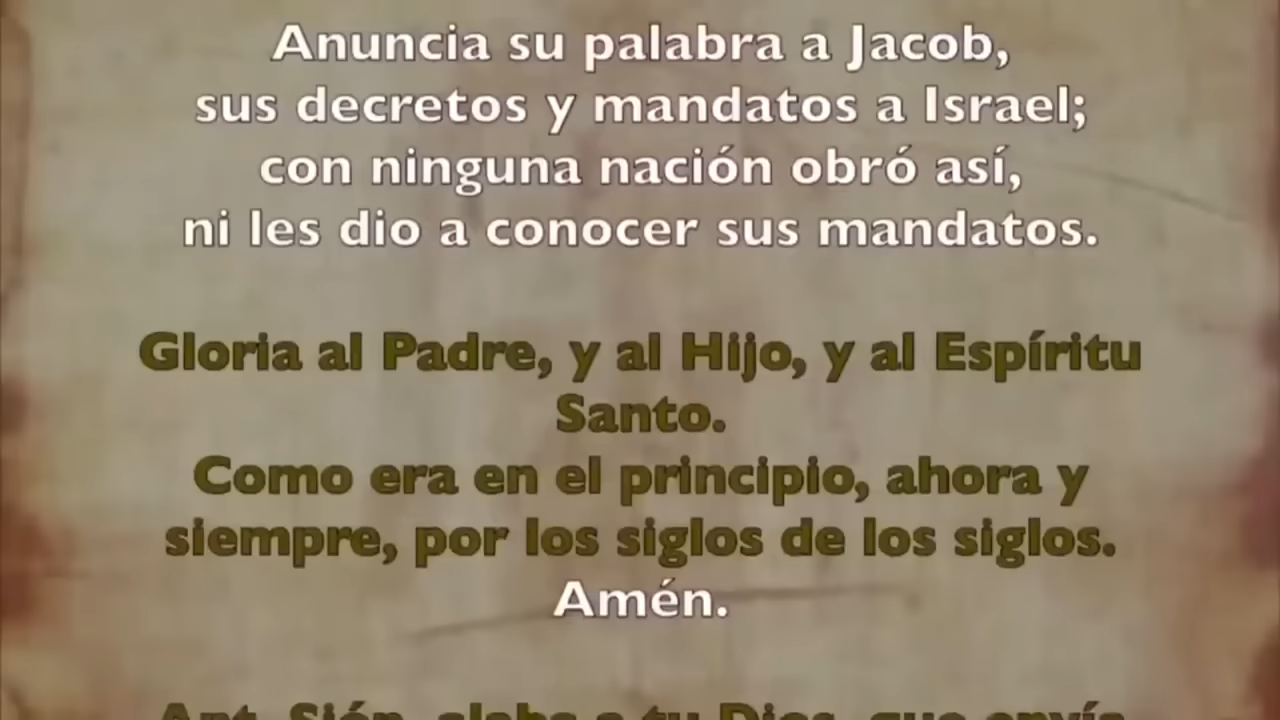 Anuncia su palabra a Jacob,
sus decretos y mandatos a Israel;
con ninguna nación obró así,
ni les dio a conocer sus mandatos.
Gloria al Padre, y al Hijo, y al Espíritu
Santo.
Como era en el principio, ahora y
siempre, por los siglos de los siglos.
Amén.
Ant. Sión, alaba a tu Dios, que envía